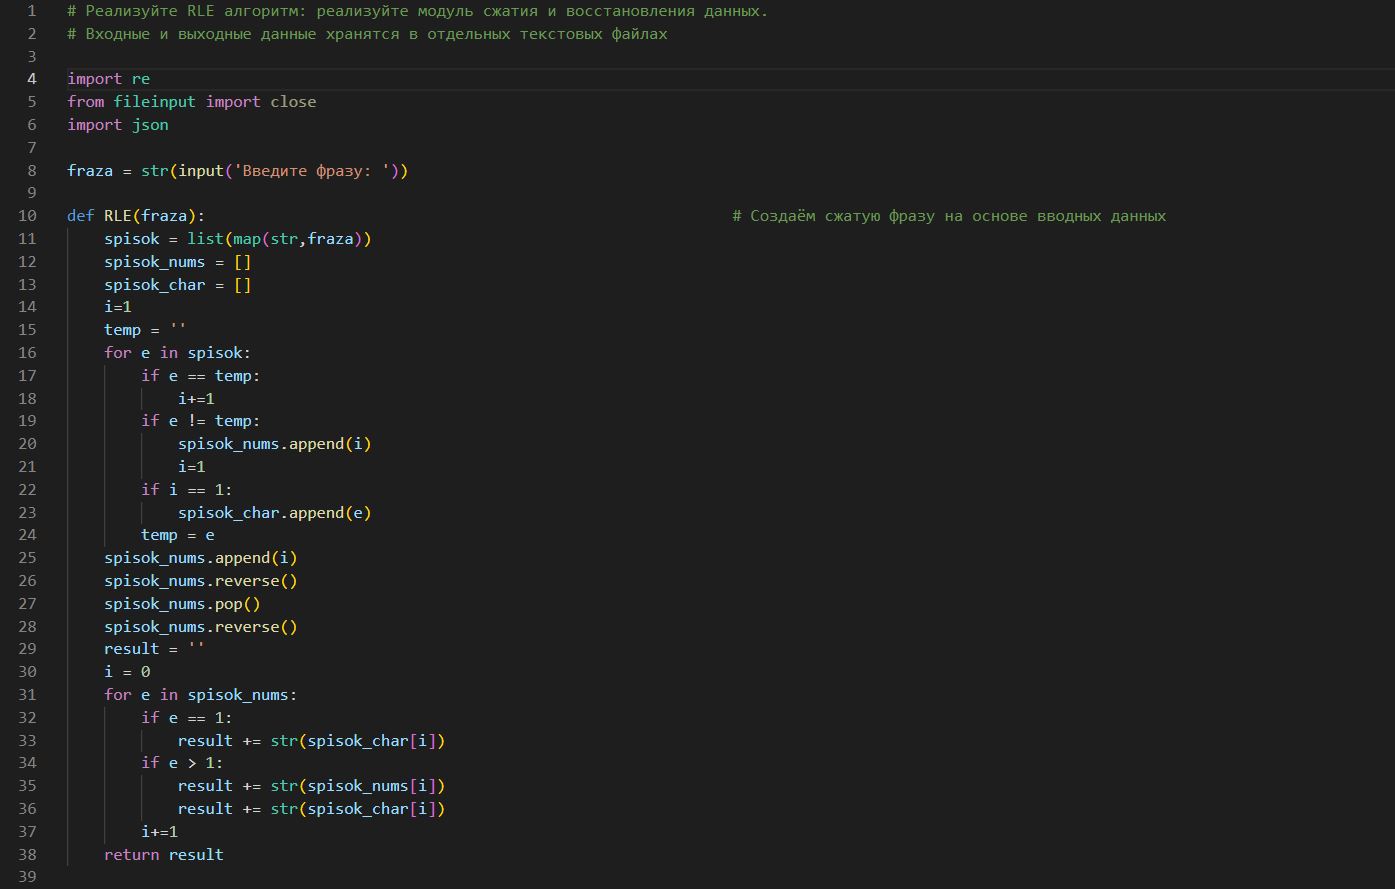 1 # Реализуйте RLE алгоритм: реализуйте модуль сжатия и восстановления данных.
2 # Входные и выходные данные хранятся в отдельных текстовых файлах
3
4 import re
5 from fileinput import close
6 import json
7
8 fraza = str(input('Введите фразу: '))
9
10 def RLE(fraza): # Создаём сжатую фразу на основе вводных данных
11     spisok = list(map(str,fraza))
12     spisok_nums = []
13     spisok_char = []
14     i=1
15     temp = ''
16     for e in spisok:
17         if e == temp:
18             i+=1
19         if e != temp:
20             spisok_nums.append(i)
21             i=1
22         if i == 1:
23             spisok_char.append(e)
24         temp = e
25     spisok_nums.append(i)
26     spisok_nums.reverse()
27     spisok_nums.pop()
28     spisok_nums.reverse()
29     result = ''
30     i = 0
31     for e in spisok_nums:
32         if e == 1:
33             result += str(spisok_char[i])
34         if e > 1:
35             result += str(spisok_nums[i])
36             result += str(spisok_char[i])
37         i+=1
38     return result
39